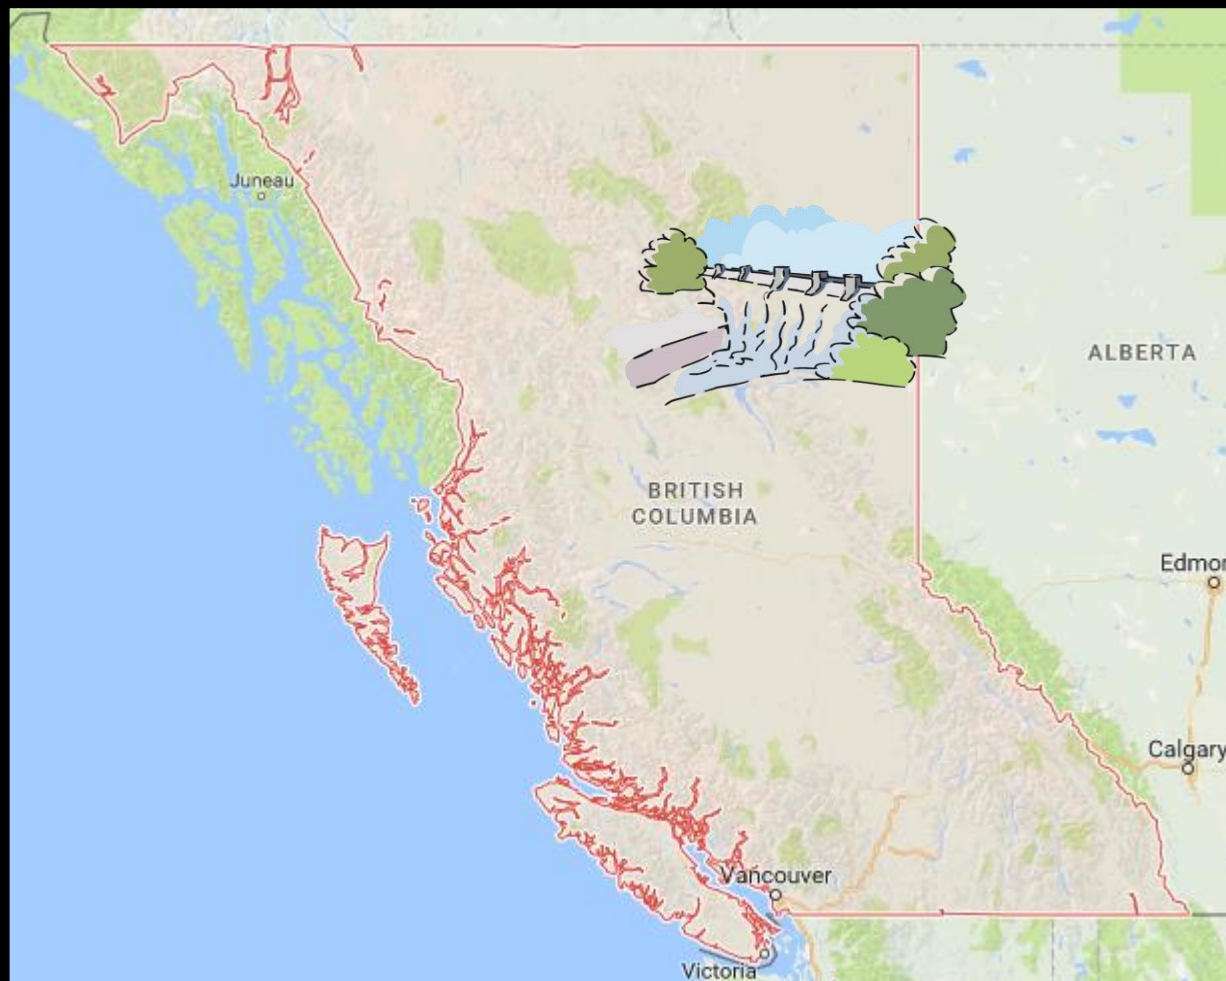 Juneau
ALBERTA
BRITISH
COLUMBIA
Edmon
Calgary
Vancouver
Victoria